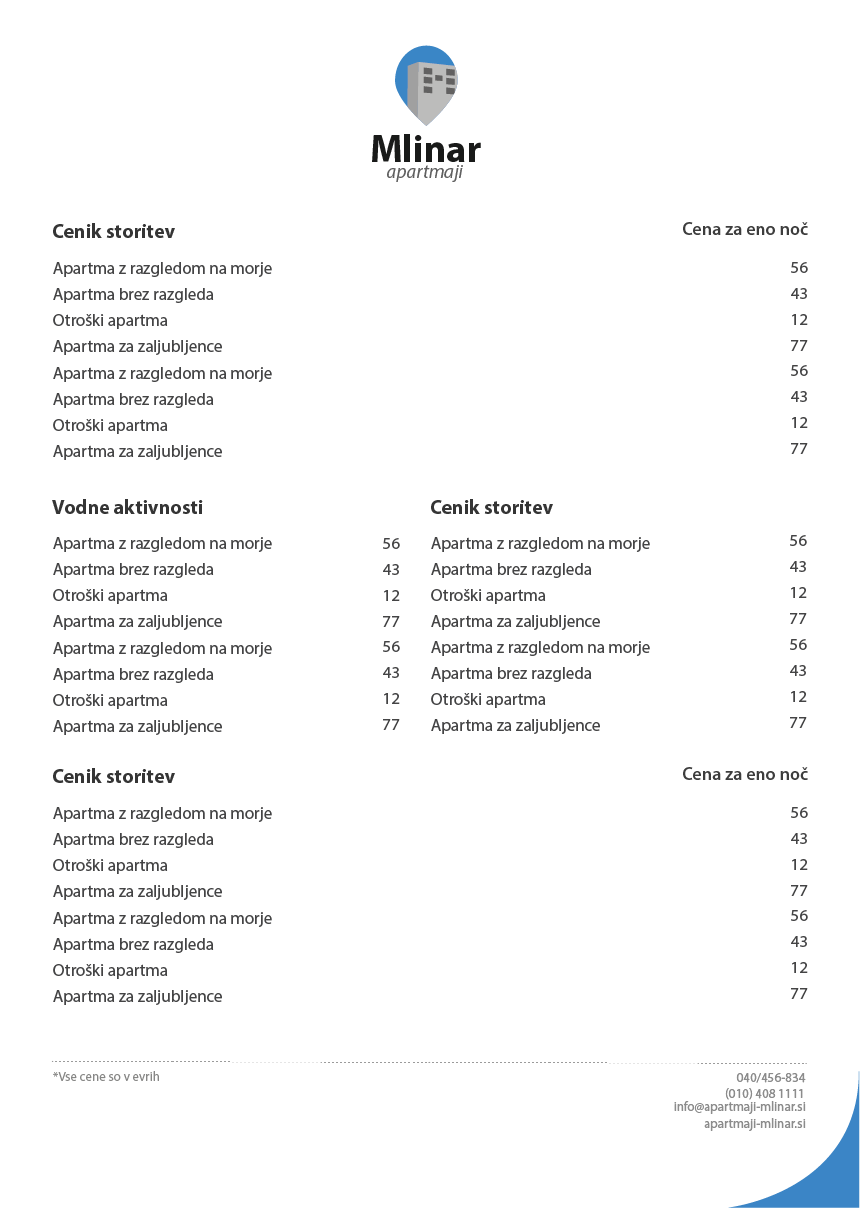 Mlinar
apartmaji
Cenik storitev Cena za eno noč
Apartma z razgledom na morje 56
Apartma brez razgleda 43
Otroški apartma 12
Apartma za zaljubljence 77
Apartma z razgledom na morje 56
Apartma brez razgleda 43
Otroški apartma 12
Apartma za zaljubljence 77
Vodne aktivnosti
Apartma z razgledom na morje 56
Apartma brez razgleda 43
Otroški apartma 12
Apartma za zaljubljence 77
Apartma z razgledom na morje 56
Apartma brez razgleda 43
Otroški apartma 12
Apartma za zaljubljence 77
Cenik storitev
Apartma z razgledom na morje 56
Apartma brez razgleda 43
Otroški apartma 12
Apartma za zaljubljence 77
Apartma z razgledom na morje 56
Apartma brez razgleda 43
Otroški apartma 12
Apartma za zaljubljence 77
Cenik storitev Cena za eno noč
Apartma z razgledom na morje 56
Apartma brez razgleda 43
Otroški apartma 12
Apartma za zaljubljence 77
Apartma z razgledom na morje 56
Apartma brez razgleda 43
Otroški apartma 12
Apartma za zaljubljence 77
*Vse cene so v evrih
040/456-834
(010) 408 1111
info@apartmaji-mlinar.si
apartmaji-mlinar.si